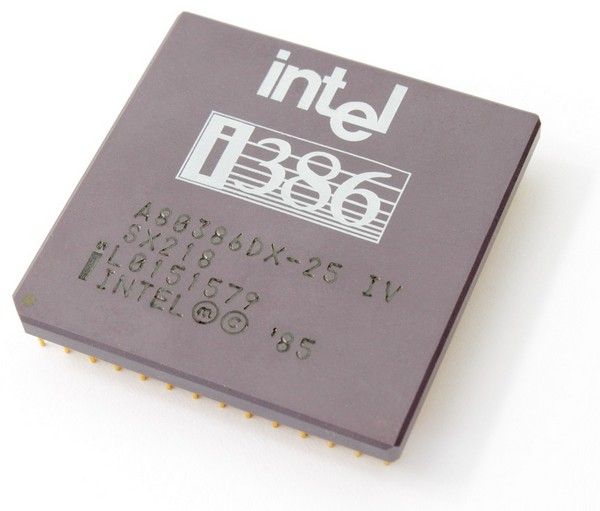 intel
i386
A80386DX-25 IV
SX218
L0151579
INTEL Ⓜ © '85